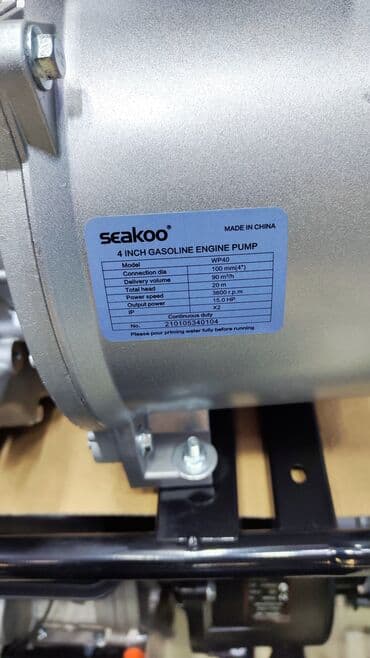 seakoo®
MADE IN CHINA
4 INCH GASOLINE ENGINE PUMP
Model WP40
Connection dia 100 mm(4")
Delivery volume 90 m³/h
Total head 20 m
Power speed 3600 r.p.m
Output power 15.0 HP
IP X2
Continuous duty
No. 210105340104
Please pour priming water fully before running